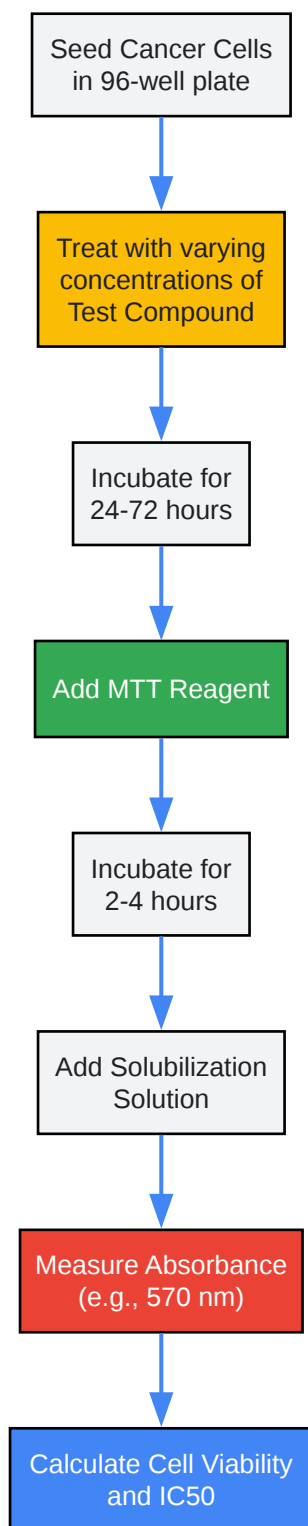 Seed Cancer Cells
in 96-well plate
Treat with varying
concentrations of
Test Compound
Incubate for
24-72 hours
Add MTT Reagent
Incubate for
2-4 hours
Add Solubilization
Solution
Measure Absorbance
(e.g., 570 nm)
Calculate Cell Viability
and IC50